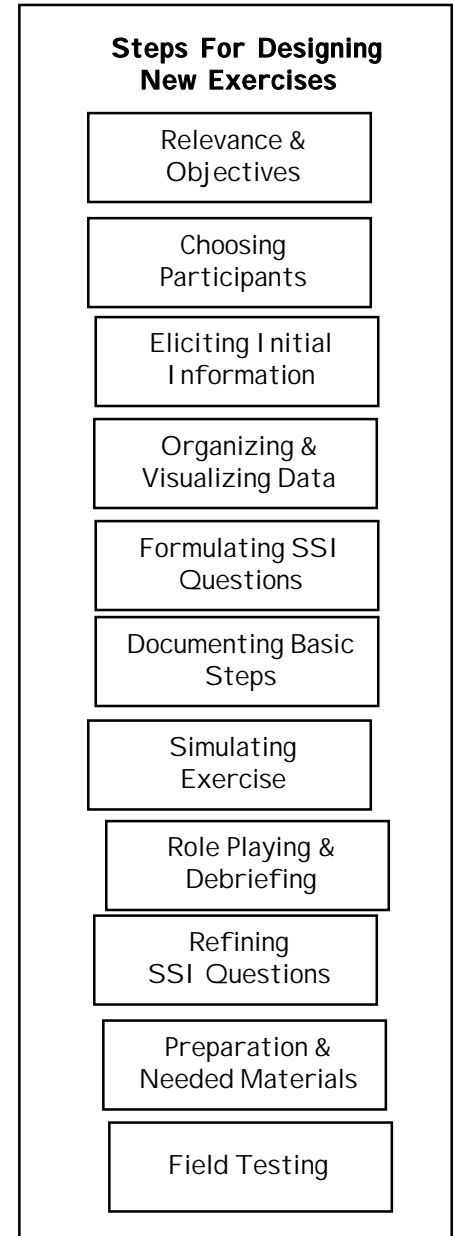 Steps For Designing
New Exercises
Relevance &
Objectives
Choosing
Participants
Eliciting Initial
Information
Organizing &
Visualizing Data
Formulating SSI
Questions
Documenting Basic
Steps
Simulating
Exercise
Role Playing &
Debriefing
Refining
SSI Questions
Preparation &
Needed Materials
Field Testing